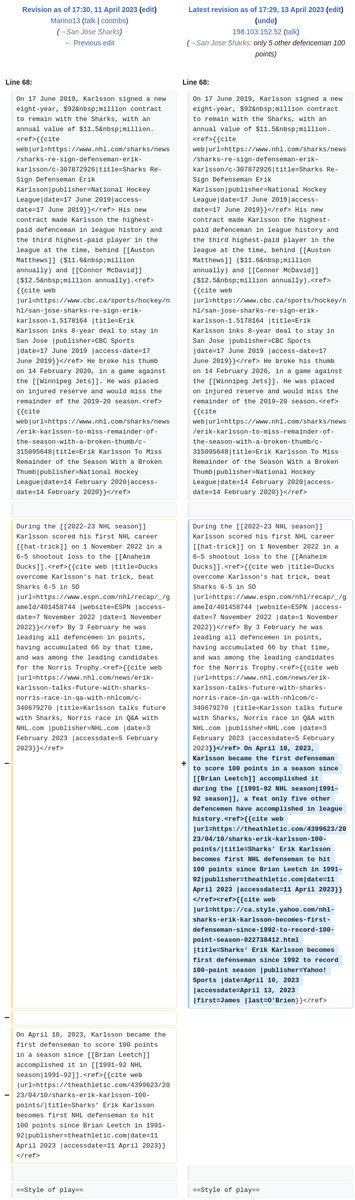 Revision as of 17:30, 11 April 2023 (edit)
Marino13 (talk | contribs)
(→San Jose Sharks)
← Previous edit
Latest revision as of 17:29, 13 April 2023 (edit)
(undo)
198.103.152.52 (talk)
(→San Jose Sharks: only 5 other defenceman 100
points)
Line 68:
Line 68:
On 17 June 2019, Karlsson signed a new
eight-year, $92&nbsp;million contract
to remain with the Sharks, with an
annual value of $11.5&nbsp;million.
<ref>{{cite
web|url=https://www.nhl.com/sharks/news
/sharks-re-sign-defenseman-erik-
karlsson/c-307872926|title=Sharks Re-
Sign Defenseman Erik
Karlsson|publisher=National Hockey
League|date=17 June 2019|access-
date=17 June 2019}}</ref> His new
contract made Karlsson the highest-
paid defenceman in league history and
the third highest-paid player in the
league at the time, behind [[Auston
Matthews]] ($11.6&nbsp;million
annually) and [[Connor McDavid]]
($12.5&nbsp;million annually).<ref>
{{cite web
|url=https://www.cbc.ca/sports/hockey/n
hl/san-jose-sharks-re-sign-erik-
karlsson-1.5178164 |title=Erik
Karlsson inks 8-year deal to stay in
San Jose |publisher=CBC Sports
|date=17 June 2019 |access-date=17
June 2019}}</ref> He broke his thumb
on 14 February 2020, in a game against
the [[Winnipeg Jets]]. He was placed
on injured reserve and would miss the
remainder of the 2019–20 season.<ref>
{{cite
web|url=https://www.nhl.com/sharks/news
/erik-karlsson-to-miss-remainder-of-
the-season-with-a-broken-thumb/c-
315095648|title=Erik Karlsson To Miss
Remainder of the Season With a Broken
Thumb|publisher=National Hockey
League|date=14 February 2020|access-
date=14 February 2020}}</ref>
On 17 June 2019, Karlsson signed a new
eight-year, $92&nbsp;million contract
to remain with the Sharks, with an
annual value of $11.5&nbsp;million.
<ref>{{cite
web|url=https://www.nhl.com/sharks/news
/sharks-re-sign-defenseman-erik-
karlsson/c-307872926|title=Sharks Re-
Sign Defenseman Erik
Karlsson|publisher=National Hockey
League|date=17 June 2019|access-
date=17 June 2019}}</ref> His new
contract made Karlsson the highest-
paid defenceman in league history and
the third highest-paid player in the
league at the time, behind [[Auston
Matthews]] ($11.6&nbsp;million
annually) and [[Connor McDavid]]
($12.5&nbsp;million annually).<ref>
{{cite web
|url=https://www.cbc.ca/sports/hockey/n
hl/san-jose-sharks-re-sign-erik-
karlsson-1.5178164 |title=Erik
Karlsson inks 8-year deal to stay in
San Jose |publisher=CBC Sports
|date=17 June 2019 |access-date=17
June 2019}}</ref> He broke his thumb
on 14 February 2020, in a game against
the [[Winnipeg Jets]]. He was placed
on injured reserve and would miss the
remainder of the 2019–20 season.<ref>
{{cite
web|url=https://www.nhl.com/sharks/news
/erik-karlsson-to-miss-remainder-of-
the-season-with-a-broken-thumb/c-
315095648|title=Erik Karlsson To Miss
Remainder of the Season With a Broken
Thumb|publisher=National Hockey
League|date=14 February 2020|access-
date=14 February 2020}}</ref>
−
During the [[2022–23 NHL season]]
Karlsson scored his first NHL career
[[hat-trick]] on 1 November 2022 in a
6–5 shootout loss to the [[Anaheim
Ducks]].<ref>{{cite web |title=Ducks
overcome Karlsson's hat trick, beat
Sharks 6-5 in SO
|url=https://www.espn.com/nhl/recap/_/g
ameId/401458744 |website=ESPN |access-
date=7 November 2022 |date=1 November
2022}}</ref> By 3 February he was
leading all defencemen in points,
having accumulated 66 by that time,
and was among the leading candidates
for the Norris Trophy.<ref>{{cite web
|url=https://www.nhl.com/news/erik-
karlsson-talks-future-with-sharks-
norris-race-in-qa-with-nhlcom/c-
340679270 |title=Karlsson talks future
with Sharks, Norris race in Q&A with
NHL.com |publisher=NHL.com |date=3
February 2023 |accessdate=5 February
2023}}</ref>
+
During the [[2022–23 NHL season]]
Karlsson scored his first NHL career
[[hat-trick]] on 1 November 2022 in a
6–5 shootout loss to the [[Anaheim
Ducks]].<ref>{{cite web |title=Ducks
overcome Karlsson's hat trick, beat
Sharks 6-5 in SO
|url=https://www.espn.com/nhl/recap/_/g
ameId/401458744 |website=ESPN |access-
date=7 November 2022 |date=1 November
2022}}</ref> By 3 February he was
leading all defencemen in points,
having accumulated 66 by that time,
and was among the leading candidates
for the Norris Trophy.<ref>{{cite web
|url=https://www.nhl.com/news/erik-
karlsson-talks-future-with-sharks-
norris-race-in-qa-with-nhlcom/c-
340679270 |title=Karlsson talks future
with Sharks, Norris race in Q&A with
NHL.com |publisher=NHL.com |date=3
February 2023 |accessdate=5 February
2023}}</ref> On April 10, 2023,
Karlsson became the first defenseman
to score 100 points in a season since
[[Brian Leetch]] accomplished it
during the [[1991–92 NHL season|1991–
92 season]], a feat only five other
defencemen have accomplished in league
history.<ref>{{cite web
|url=https://theathletic.com/4399623/20
23/04/10/sharks-erik-karlsson-100-
points/|title=Sharks’ Erik Karlsson
becomes first NHL defenseman to hit
100 points since Brian Leetch in 1991–
92|publisher=theathletic.com|date=11
April 2023 |accessdate=11 April 2023}}
</ref><ref>{{cite web
|url=https://ca.style.yahoo.com/nhl-
sharks-erik-karlsson-becomes-first-
defenseman-since-1992-to-record-100-
point-season-022738412.html
|title=Sharks' Erik Karlsson becomes
first defenseman since 1992 to record
100-point season |publisher=Yahoo!
Sports |date=April 10, 2023
|accessdate=April 13, 2023
|first=James |last=O'Brien}}</ref>
−
−
On April 10, 2023, Karlsson became the
first defenseman to score 100 points
in a season since [[Brian Leetch]]
accomplished it in [[1991–92 NHL
season|1991–92]].<ref>{{cite web
|url=https://theathletic.com/4399623/20
23/04/10/sharks-erik-karlsson-100-
points/|title=Sharks’ Erik Karlsson
becomes first NHL defenseman to hit
100 points since Brian Leetch in 1991–
92|publisher=theathletic.com|date=11
April 2023 |accessdate=11 April 2023}}
</ref>
==Style of play==
==Style of play==